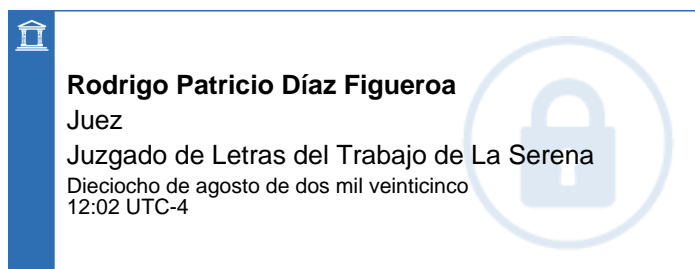 Rodrigo Patricio Díaz Figueroa
Juez
Juzgado de Letras del Trabajo de La Serena
Dieciocho de agosto de dos mil veinticinco
12:02 UTC-4